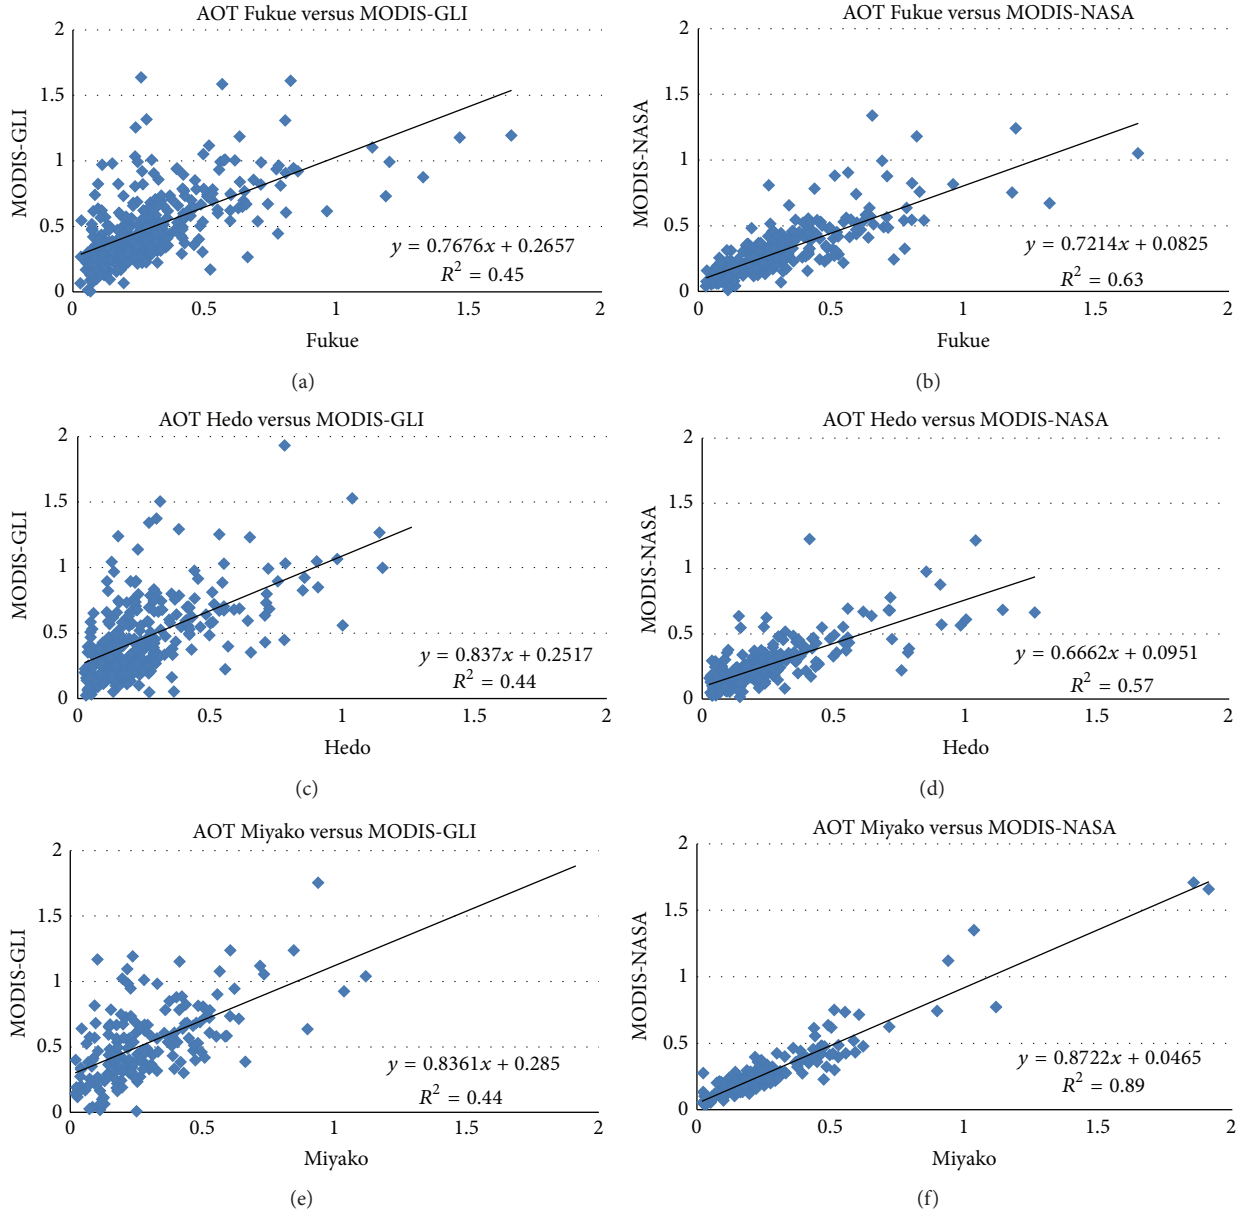 AOT Fukue versus MODIS-GLI
2
1.5
1
0.5
0
MODIS-GLI
y = 0.7676x + 0.2657
R² = 0.45
0 0.5 1 1.5 2
Fukue
(a)
AOT Fukue versus MODIS-NASA
2
1.5
1
0.5
0
MODIS-NASA
y = 0.7214x + 0.0825
R² = 0.63
0 0.5 1 1.5 2
Fukue
(b)
AOT Hedo versus MODIS-GLI
2
1.5
1
0.5
0
MODIS-GLI
y = 0.837x + 0.2517
R² = 0.44
0 0.5 1 1.5 2
Hedo
(c)
AOT Hedo versus MODIS-NASA
2
1.5
1
0.5
0
MODIS-NASA
y = 0.6662x + 0.0951
R² = 0.57
0 0.5 1 1.5 2
Hedo
(d)
AOT Miyako versus MODIS-GLI
2
1.5
1
0.5
0
MODIS-GLI
y = 0.8361x + 0.285
R² = 0.44
0 0.5 1 1.5 2
Miyako
(e)
AOT Miyako versus MODIS-NASA
2
1.5
1
0.5
0
MODIS-NASA
y = 0.8722x + 0.0465
R² = 0.89
0 0.5 1 1.5 2
Miyako
(f)